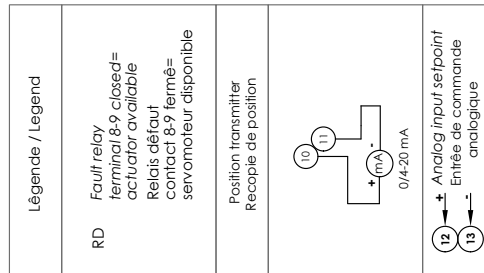 Légende / Legend
RD
Fault relay
terminal 8-9 closed=
actuator available
Relais défaut
contact 8-9 fermê=
servomoteur disponible
Position transmitter
Recopie de position
10
11
+ mA -
0/4-20 mA
12 + Analog input setpoint
Entrée de commande
13 - analogique